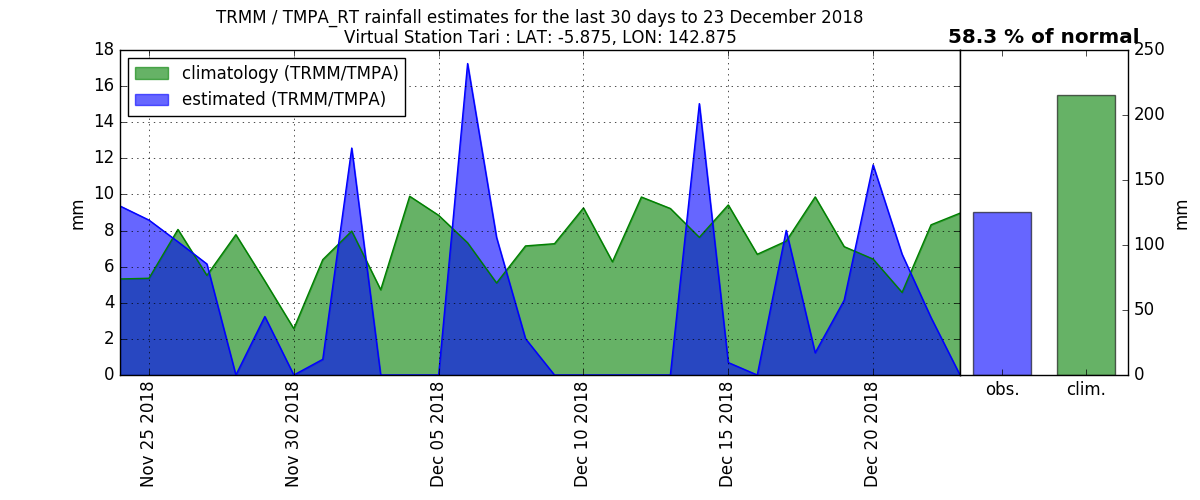 TRMM / TMPA_RT rainfall estimates for the last 30 days to 23 December 2018
Virtual Station Tari : LAT: -5.875, LON: 142.875
58.3 % of normal
climatology (TRMM/TMPA)
estimated (TRMM/TMPA)
18
16
14
12
10
8
6
4
2
0
mm
Nov 25 2018
Nov 30 2018
Dec 05 2018
Dec 10 2018
Dec 15 2018
Dec 20 2018
250
200
150
100
50
0
mm
obs.
clim.